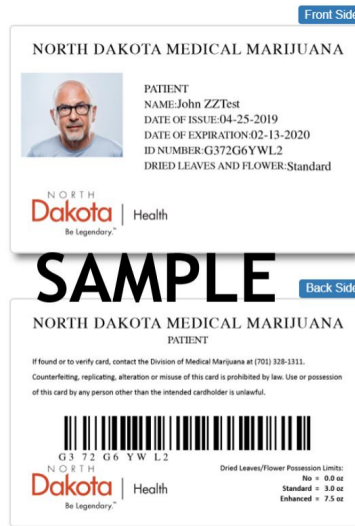 Front Side
NORTH DAKOTA MEDICAL MARIJUANA
PATIENT
NAME:John ZZTest
DATE OF ISSUE:04-25-2019
DATE OF EXPIRATION:02-13-2020
ID NUMBER:G372G6YWL2
DRIED LEAVES AND FLOWER:Standard
NORTH
Dakota | Health
Be Legendary.™
SAMPLE
Back Side
NORTH DAKOTA MEDICAL MARIJUANA
PATIENT
If found or to verify card, contact the Division of Medical Marijuana at (701) 328-1311.
Counterfeiting, replicating, alteration or misuse of this card is prohibited by law. Use or possession
of this card by any person other than the intended cardholder is unlawful.
G3 72 G6 YW L2
NORTH
Dakota | Health
Be Legendary.™
Dried Leaves/Flower Possession Limits:
No = 0.0 oz
Standard = 3.0 oz
Enhanced = 7.5 oz